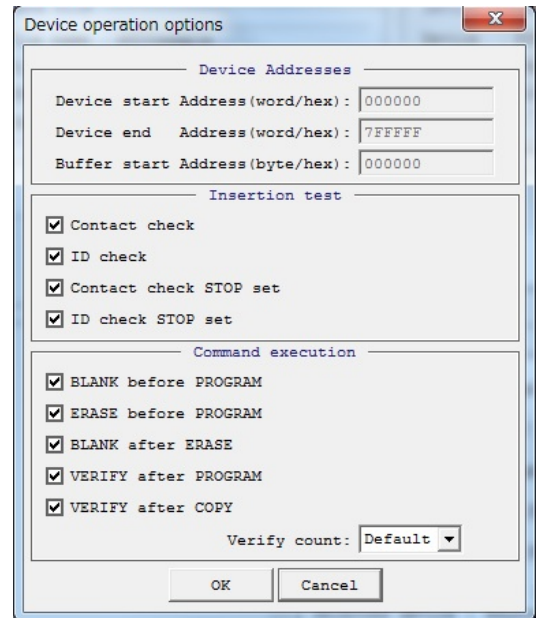 Device operation options
Device Addresses
Device start Address(word/hex): 000000
Device end Address(word/hex): 7FFFFF
Buffer start Address(byte/hex): 000000
Insertion test
Contact check
ID check
Contact check STOP set
ID check STOP set
Command execution
BLANK before PROGRAM
ERASE before PROGRAM
BLANK after ERASE
VERIFY after PROGRAM
VERIFY after COPY
Verify count: Default
OK Cancel